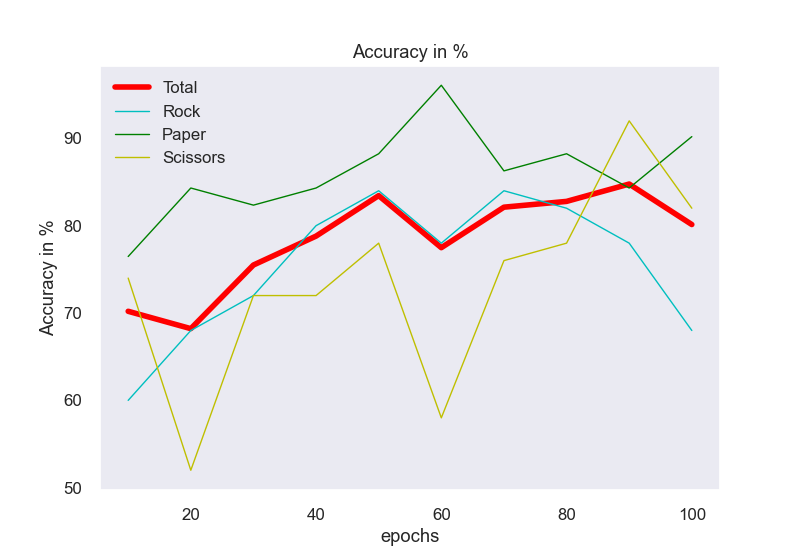 Accuracy in %
Total
Rock
Paper
Scissors
Accuracy in %
90
80
70
60
50
20 40 60 80 100
epochs